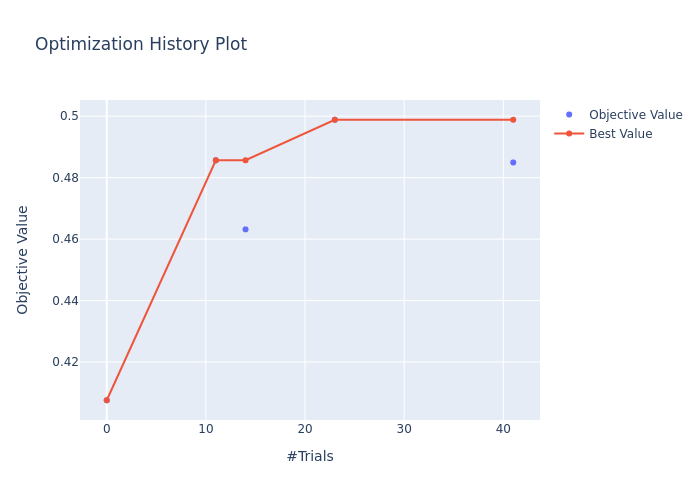 Optimization History Plot
Objective Value
Best Value
0.5
0.48
0.46
0.44
0.42
Objective Value
0
10
20
30
40
#Trials